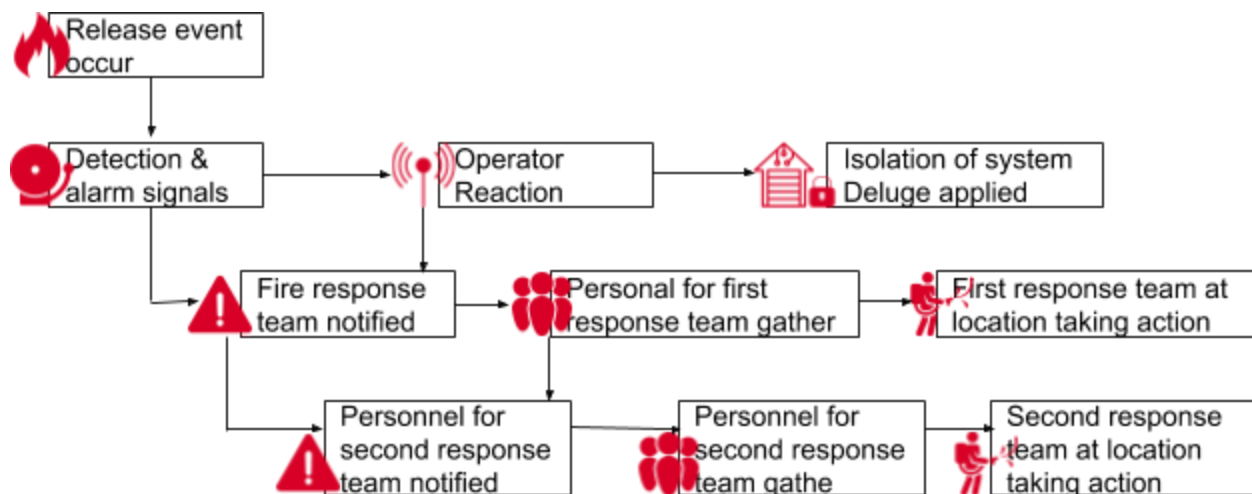 Release event
occur
Detection &
alarm signals
Operator
Reaction
Isolation of system
Deluge applied
Fire response
team notified
Personal for first
response team gather
First response team at
location taking action
Personnel for
second response
team notified
Personnel for
second response
team gathe
Second response
team at location
taking action